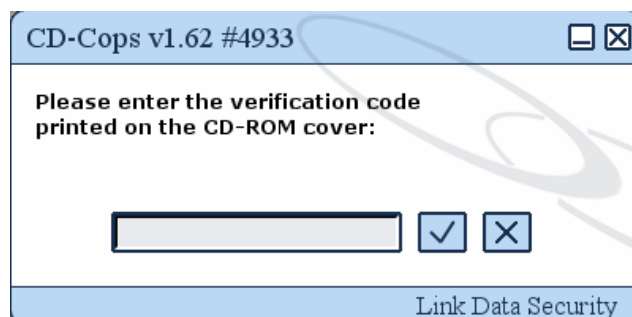 CD-Cops v1.62 #4933
Please enter the verification code
printed on the CD-ROM cover:
Link Data Security